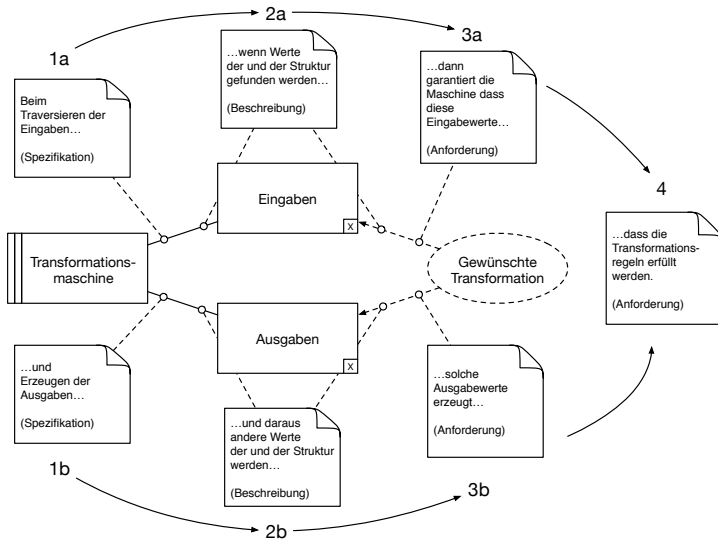 2a
1a
3a
Beim
Traversieren der
Eingaben…
(Spezifikation)
…wenn Werte
der und der Struktur
gefunden werden…
(Beschreibung)
…dann
garantiert die
Maschine dass
diese
Eingabewerte…
(Anforderung)
4
Eingaben
X
…dass die
Transformations-
regeln erfüllt
werden.
(Anforderung)
Transformations-
maschine
Gewünschte
Transformation
Ausgaben
X
…und
Erzeugen der
Ausgaben…
(Spezifikation)
…und daraus
andere Werte
der und der Struktur
werden…
(Beschreibung)
…solche
Ausgabewerte
erzeugt…
(Anforderung)
1b
3b
2b